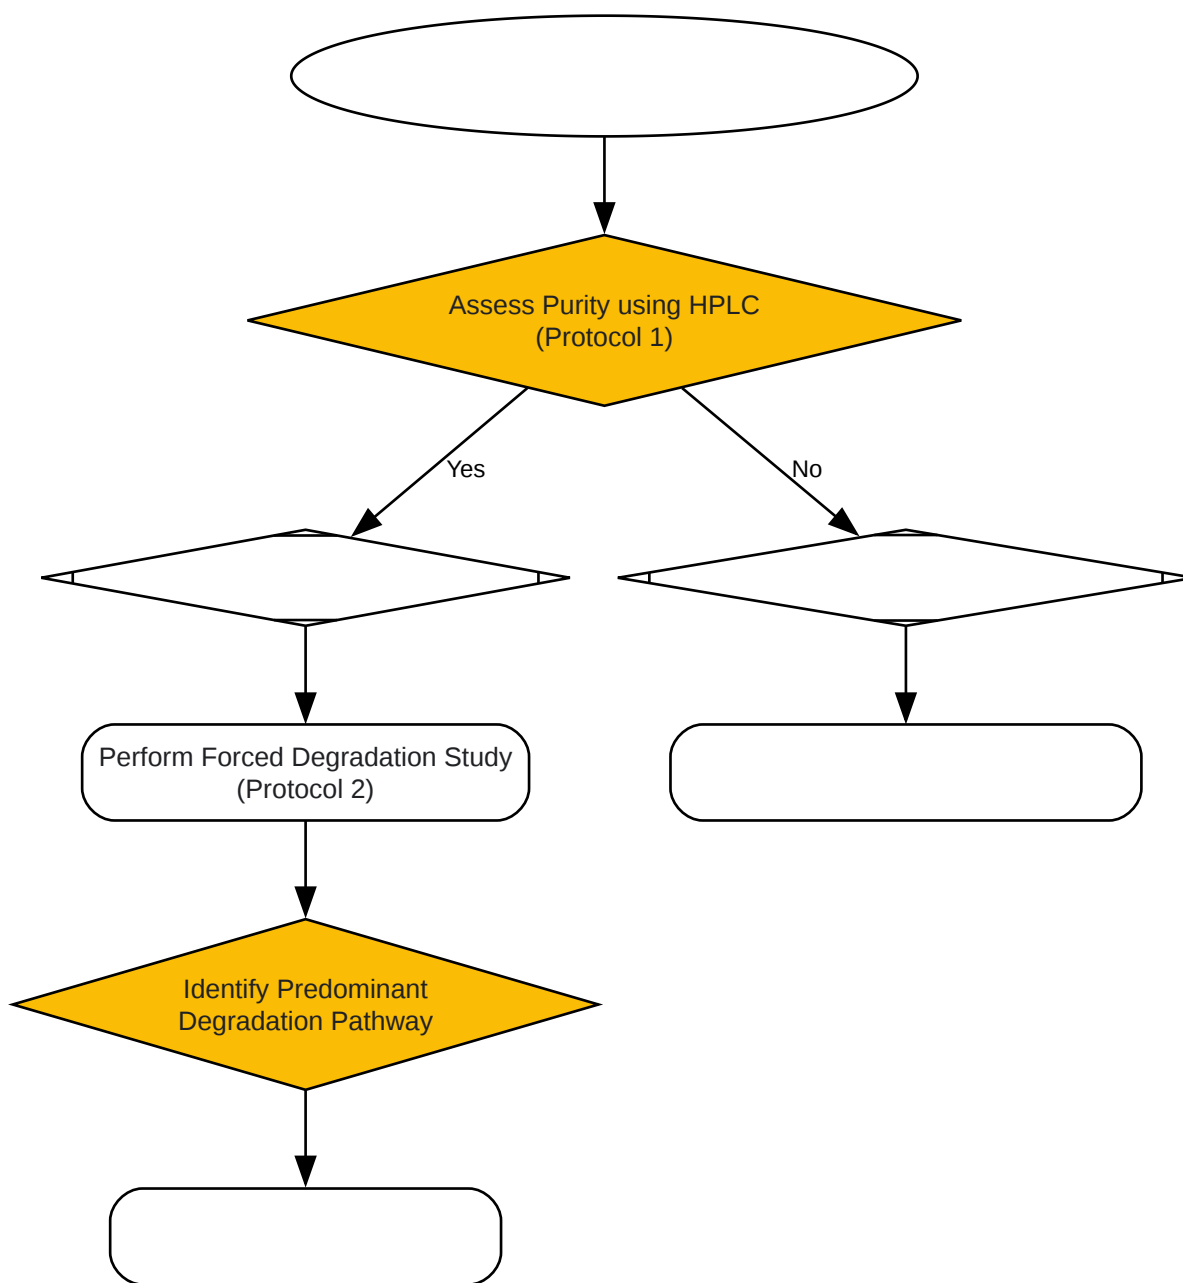 Assess Purity using HPLC
(Protocol 1)
Yes
No
Perform Forced Degradation Study
(Protocol 2)
Identify Predominant
Degradation Pathway